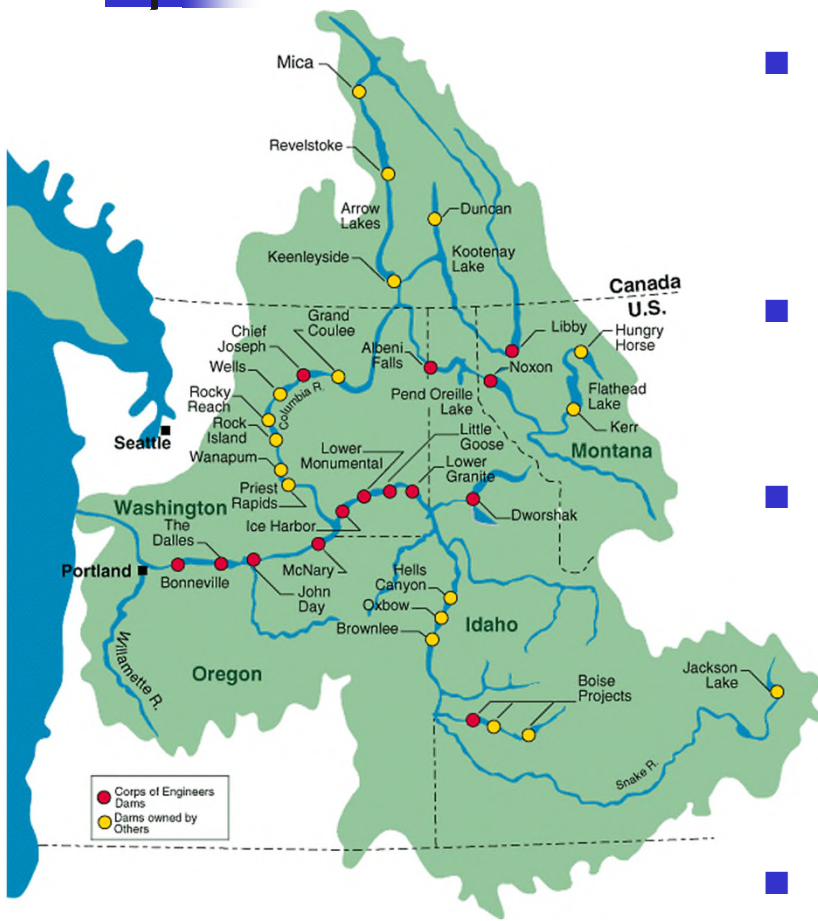 Mica
Revelstoke
Arrow
Lakes
Duncan
Keenleyside
Kootenay
Lake
Canada
U.S.
Grand
Coulee
Chief
Joseph
Libby
Hungry
Horse
Albeni
Falls
Noxon
Wells
Columbia R.
Pend Oreille
Lake
Flathead
Lake
Rocky
Reach
Rock
Island
Kerr
Seattle
Little
Goose
Lower
Monumental
Montana
Wanapum
Lower
Granite
Priest
Rapids
Washington
Ice Harbor
Dworshak
The
Dalles
Portland
Bonneville
McNary
John
Day
Hells
Canyon
Oxbow
Brownlee
Idaho
Willamette R.
Oregon
Boise
Projects
Jackson
Lake
Snake R.
Corps of Engineers
Dams
Dams owned by
Others